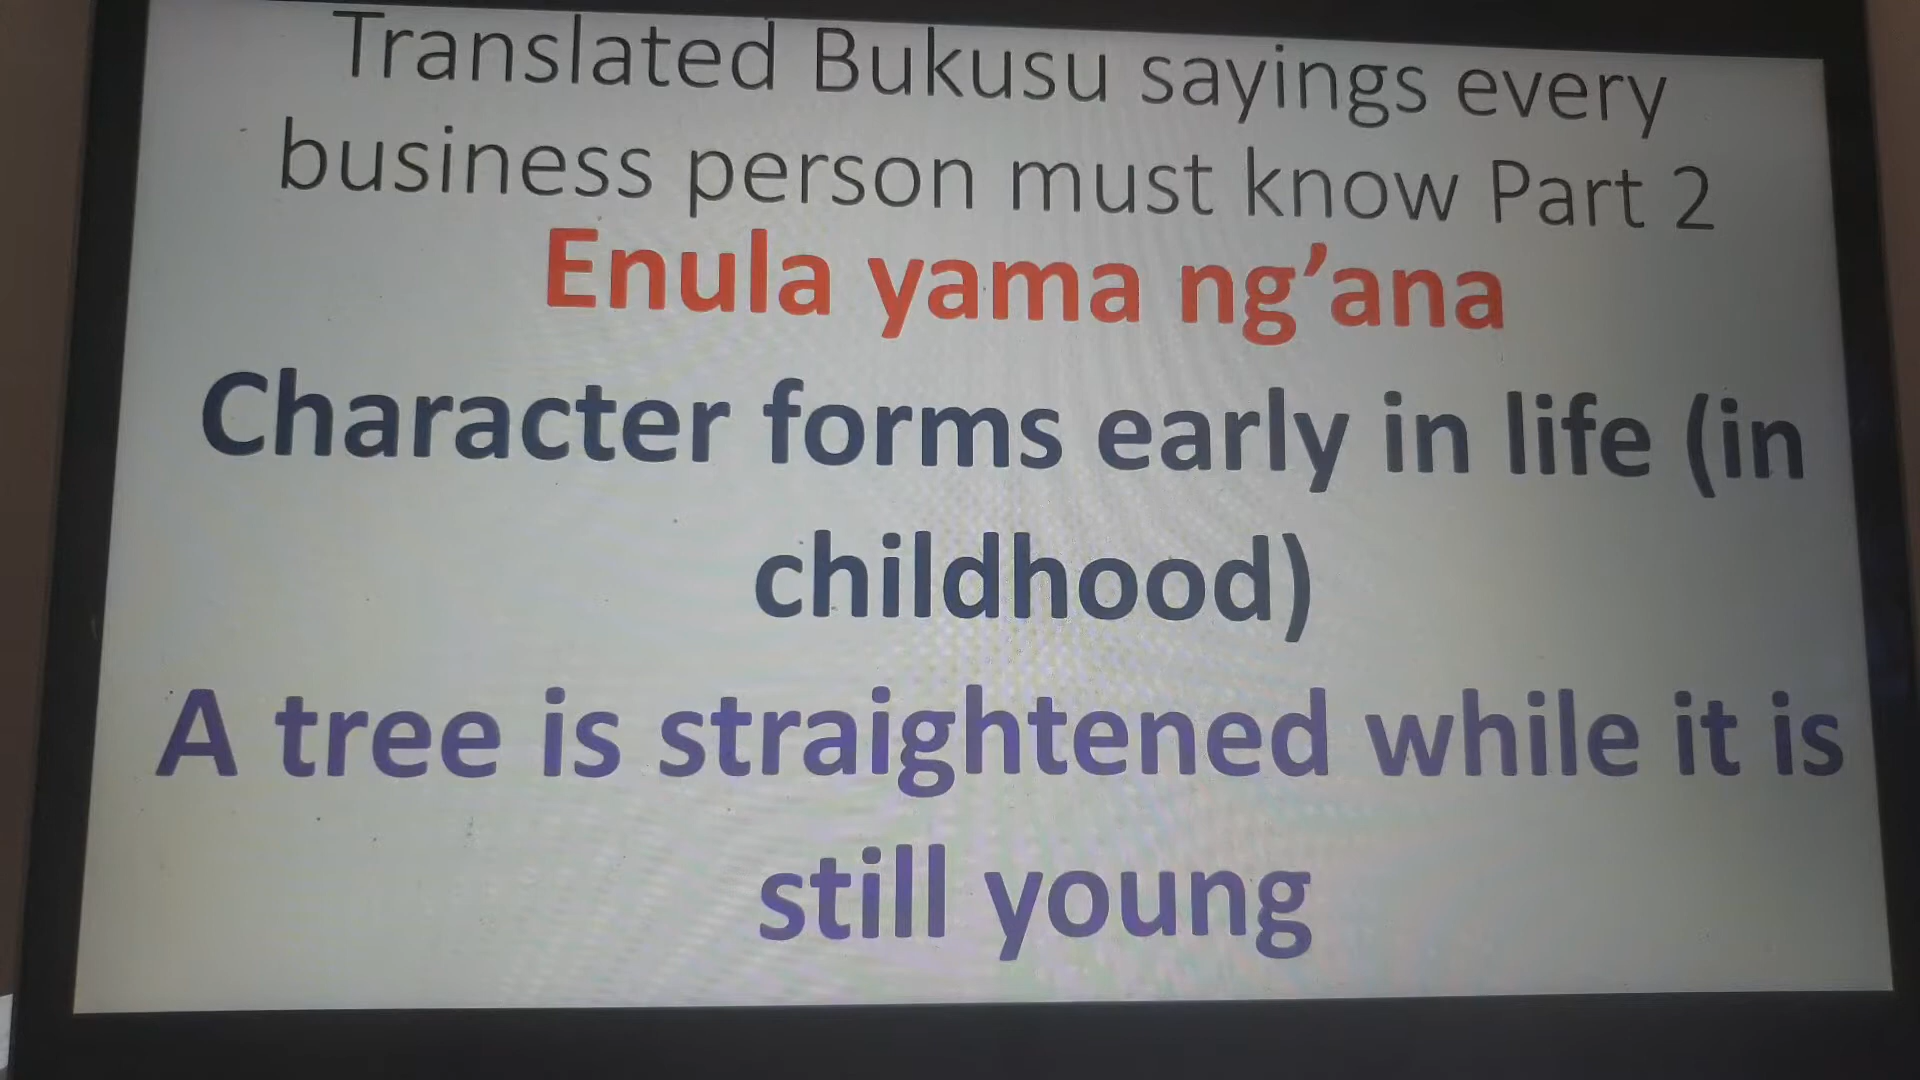 Translated Bukusu sayings every
business person must know Part 2
Enula yama ng’ana
Character forms early in life (in
childhood)
A tree is straightened while it is
still young